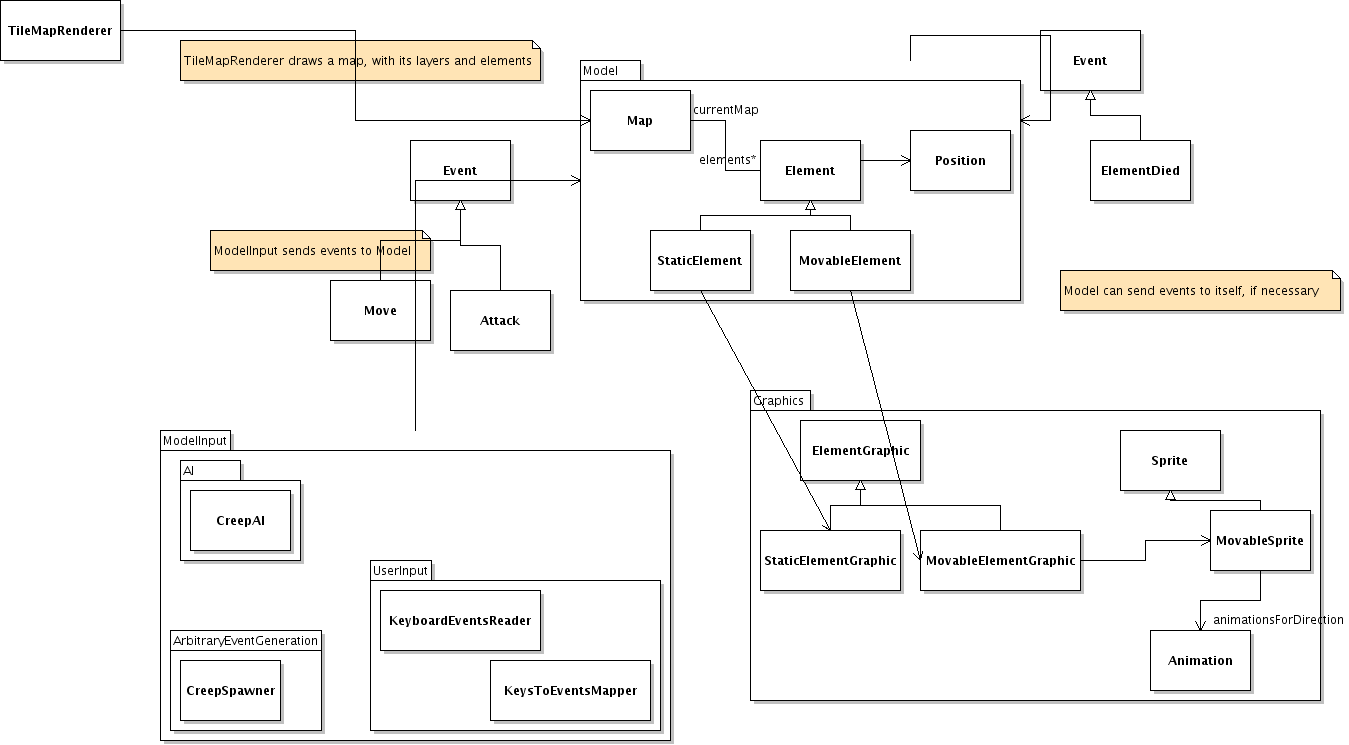 TileMapRenderer
TileMapRenderer draws a map, with its layers and elements
Model
Map
currentMap
elements*
Element
Position
StaticElement
MovableElement
Event
ElementDied
Event
ModelInput sends events to Model
Move
Attack
Model can send events to itself, if necessary
Graphics
ElementGraphic
Sprite
StaticElementGraphic
MovableElementGraphic
MovableSprite
animationsForDirection
Animation
ModelInput
AI
CreepAI
UserInput
KeyboardEventsReader
KeysToEventsMapper
ArbitraryEventGeneration
CreepSpawner